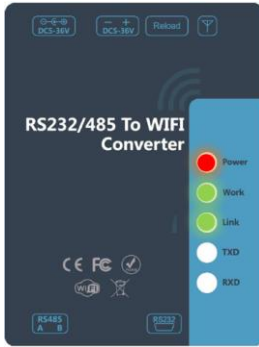 DC5-36V
DC5-36V
Reload
RS232/485 To WIFI
Converter
Power
Work
Link
TXD
RXD
CE FC
WiFi
RS485
A B
RS232